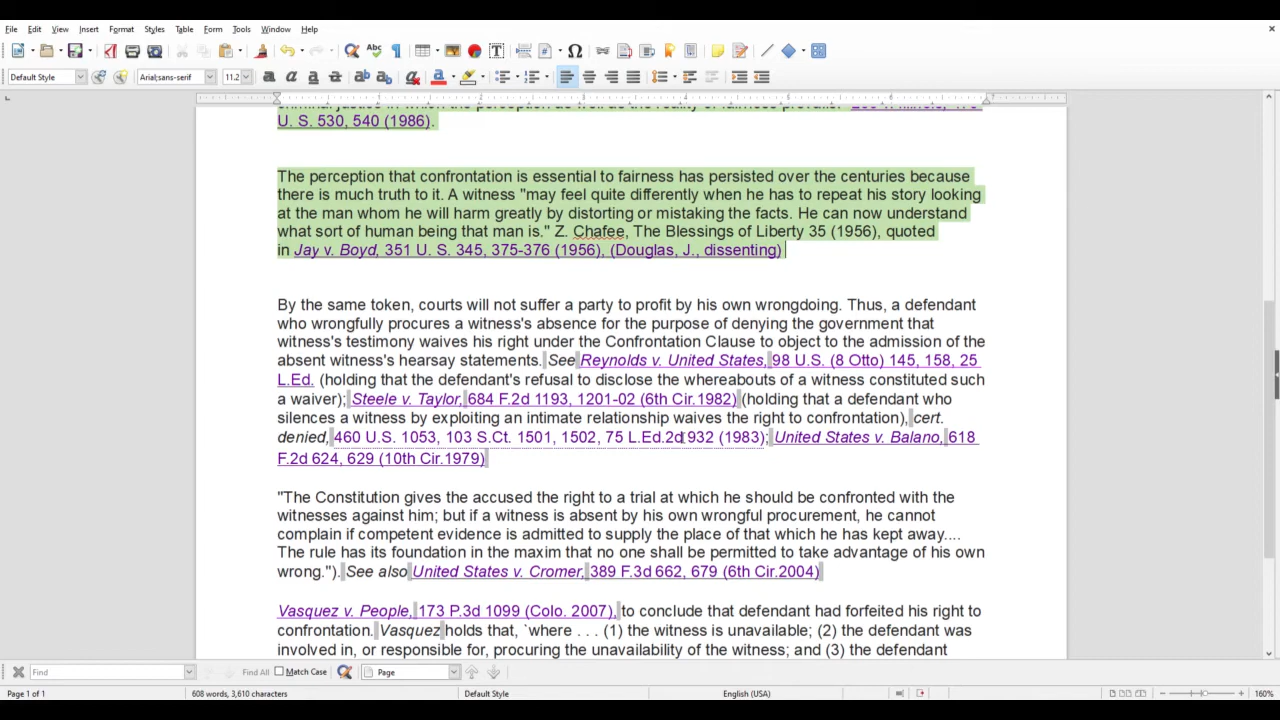 File Edit View Insert Format Styles Table Form Tools Window Help
Default Style Arial;sans-serif 11.2
U. S. 530, 540 (1986).
The perception that confrontation is essential to fairness has persisted over the centuries because
there is much truth to it. A witness "may feel quite differently when he has to repeat his story looking
at the man whom he will harm greatly by distorting or mistaking the facts. He can now understand
what sort of human being that man is." Z. Chafee, The Blessings of Liberty 35 (1956), quoted
in Jay v. Boyd, 351 U. S. 345, 375-376 (1956), (Douglas, J., dissenting)
By the same token, courts will not suffer a party to profit by his own wrongdoing. Thus, a defendant
who wrongfully procures a witness's absence for the purpose of denying the government that
witness's testimony waives his right under the Confrontation Clause to object to the admission of the
absent witness's hearsay statements. See Reynolds v. United States, 98 U.S. (8 Otto) 145, 158, 25
L.Ed. (holding that the defendant's refusal to disclose the whereabouts of a witness constituted such
a waiver); Steele v. Taylor, 684 F.2d 1193, 1201-02 (6th Cir.1982) (holding that a defendant who
silences a witness by exploiting an intimate relationship waives the right to confrontation), cert.
denied, 460 U.S. 1053, 103 S.Ct. 1501, 1502, 75 L.Ed.2d 932 (1983); United States v. Balano, 618
F.2d 624, 629 (10th Cir.1979)
"The Constitution gives the accused the right to a trial at which he should be confronted with the
witnesses against him; but if a witness is absent by his own wrongful procurement, he cannot
complain if competent evidence is admitted to supply the place of that which he has kept away....
The rule has its foundation in the maxim that no one shall be permitted to take advantage of his own
wrong."). See also United States v. Cromer, 389 F.3d 662, 679 (6th Cir.2004)
Vasquez v. People, 173 P.3d 1099 (Colo. 2007), to conclude that defendant had forfeited his right to
confrontation. Vasquez holds that, `where . . . (1) the witness is unavailable; (2) the defendant was
involved in, or responsible for, procuring the unavailability of the witness; and (3) the defendant
Find Find All Match Case Page
Page 1 of 1 608 words, 3,610 characters Default Style English (USA) 160%